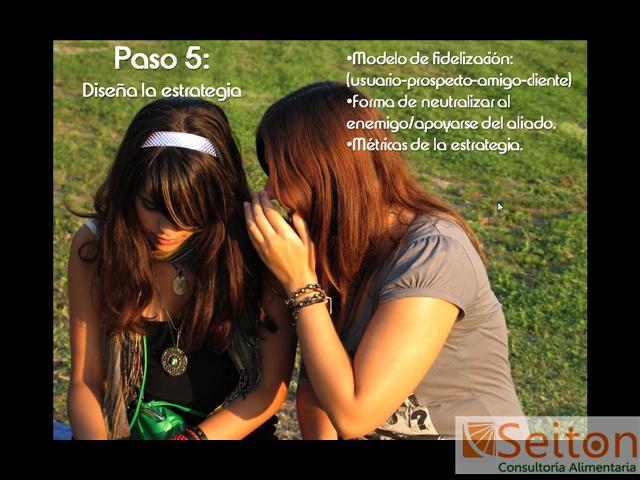 Paso 5:
Diseña la estrategia
•Modelo de fidelización:
(usuario-prospecto-amigo-cliente)
•Forma de neutralizar al
enemigo/apoyarse del aliado.
•Métricas de la estrategia.
?
Seiton
Consultoría Alimentaria